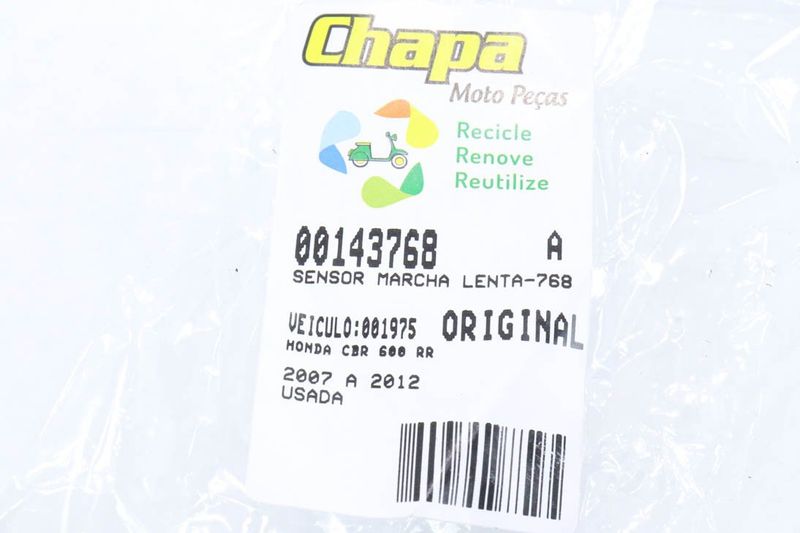 Chapa
Moto Peças
Recicle
Renove
Reutilize
00143768 A
SENSOR MARCHA LENTA-768
VEICULO:001975 ORIGINAL
HONDA CBR 600 RR
2007 A 2012
USADA